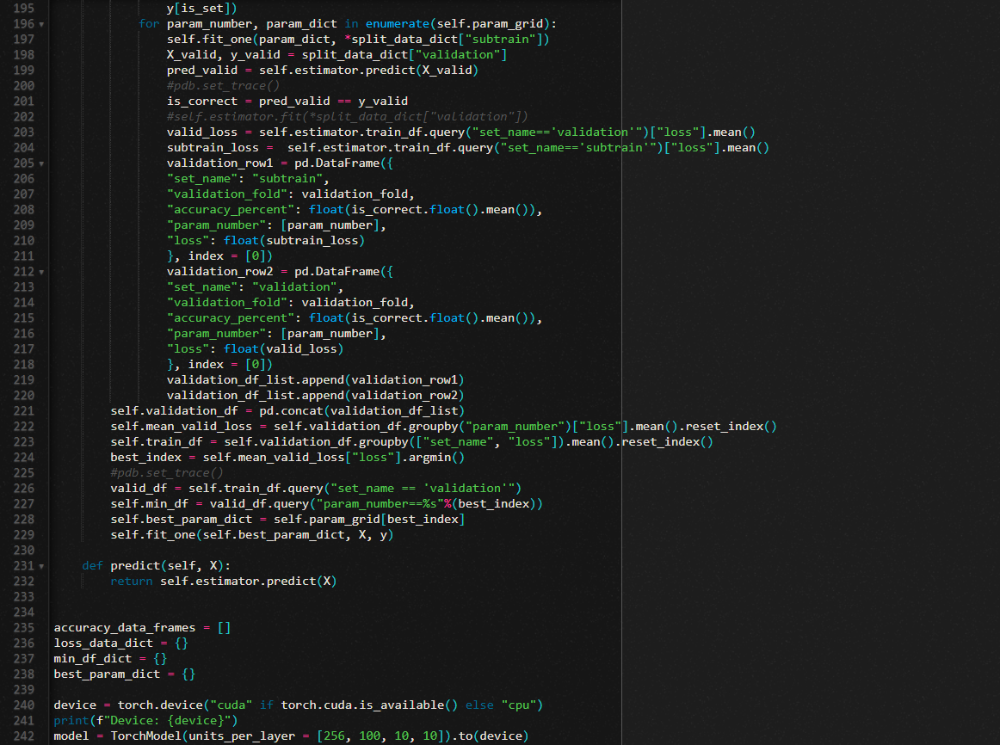 195 y[is_set])
196 for param_number, param_dict in enumerate(self.param_grid):
197 self.fit_one(param_dict, *split_data_dict["subtrain"])
198 X_valid, y_valid = split_data_dict["validation"]
199 pred_valid = self.estimator.predict(X_valid)
200 #pdb.set_trace()
201 is_correct = pred_valid == y_valid
202 #self.estimator.fit(*split_data_dict["validation"])
203 valid_loss = self.estimator.train_df.query("set_name=='validation'")["loss"].mean()
204 subtrain_loss =  self.estimator.train_df.query("set_name=='subtrain'")["loss"].mean()
205 validation_row1 = pd.DataFrame({
206 "set_name": "subtrain",
207 "validation_fold": validation_fold,
208 "accuracy_percent": float(is_correct.float().mean()),
209 "param_number": [param_number],
210 "loss": float(subtrain_loss)
211 }, index = [0])
212 validation_row2 = pd.DataFrame({
213 "set_name": "validation",
214 "validation_fold": validation_fold,
215 "accuracy_percent": float(is_correct.float().mean()),
216 "param_number": [param_number],
217 "loss": float(valid_loss)
218 }, index = [0])
219 validation_df_list.append(validation_row1)
220 validation_df_list.append(validation_row2)
221 self.validation_df = pd.concat(validation_df_list)
222 self.mean_valid_loss = self.validation_df.groupby("param_number")["loss"].mean().reset_index()
223 self.train_df = self.validation_df.groupby(["set_name", "loss"]).mean().reset_index()
224 best_index = self.mean_valid_loss["loss"].argmin()
225 #pdb.set_trace()
226 valid_df = self.train_df.query("set_name == 'validation'")
227 self.min_df = valid_df.query("param_number==%s"%(best_index))
228 self.best_param_dict = self.param_grid[best_index]
229 self.fit_one(self.best_param_dict, X, y)
230
231 def predict(self, X):
232 return self.estimator.predict(X)
233
234
235 accuracy_data_frames = []
236 loss_data_dict = {}
237 min_df_dict = {}
238 best_param_dict = {}
239
240 device = torch.device("cuda" if torch.cuda.is_available() else "cpu")
241 print(f"Device: {device}")
242 model = TorchModel(units_per_layer = [256, 100, 10, 10]).to(device)